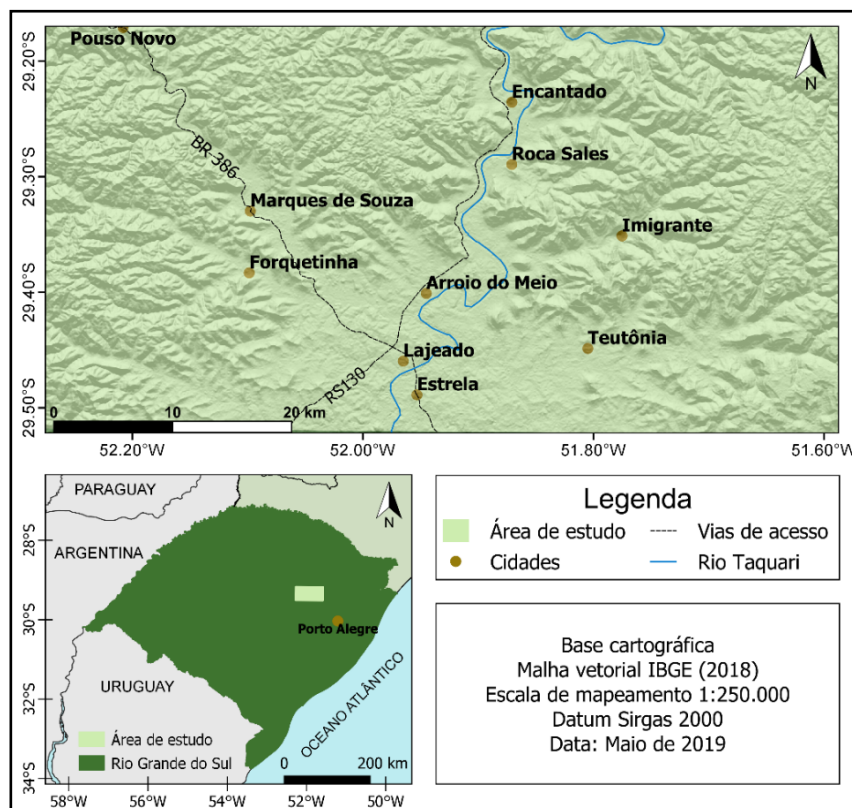 29.20°S
29.30°S
29.40°S
29.50°S
Pouso Novo
BR 386
Encantado
N
Roca Sales
Marques de Souza
Imigrante
Forquetinha
Arroio do Meio
Teutônia
Lajeado
RS130
Estrela
0 10 20 km
52.20°W 52.00°W 51.80°W 51.60°W
PARAGUAY
N
ARGENTINA
28°S
30°S
32°S
34°S
Porto Alegre
URUGUAY
OCEANO ATLÂNTICO
Área de estudo
Rio Grande do Sul
0 200 km
58°W 56°W 54°W 52°W 50°W
Legenda
Área de estudo
Vias de acesso
Cidades
Rio Taquari
Base cartográfica
Malha vetorial IBGE (2018)
Escala de mapeamento 1:250.000
Datum Sirgas 2000
Data: Maio de 2019